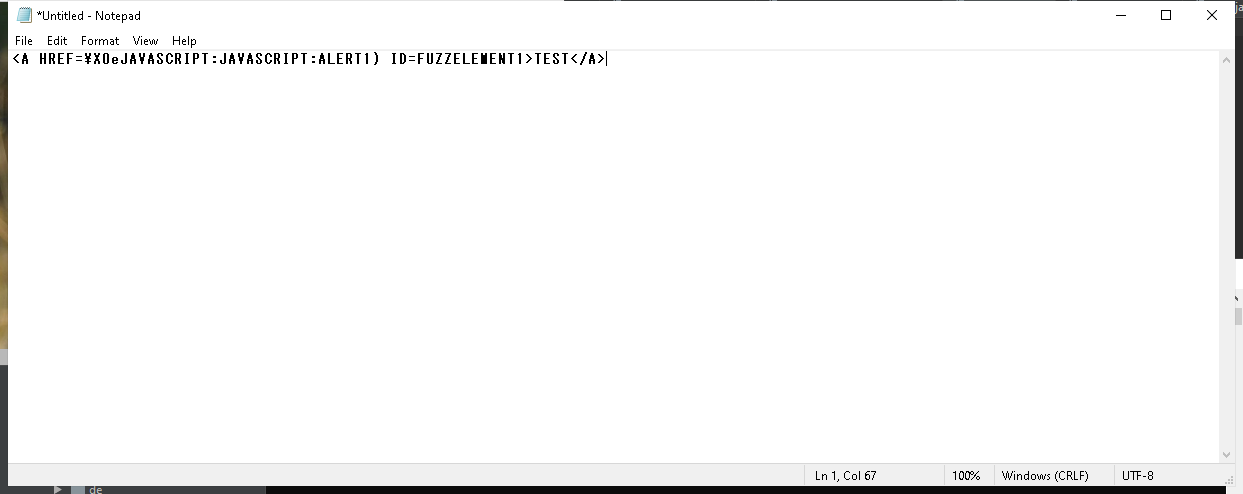 *Untitled - Notepad
File Edit Format View Help
<A HREF=¥X0eJAVASCRIPT:JAVASCRIPT:ALERT1) ID=FUZZELEMENT1>TEST</A>
Ln 1, Col 67 100% Windows (CRLF) UTF-8
de